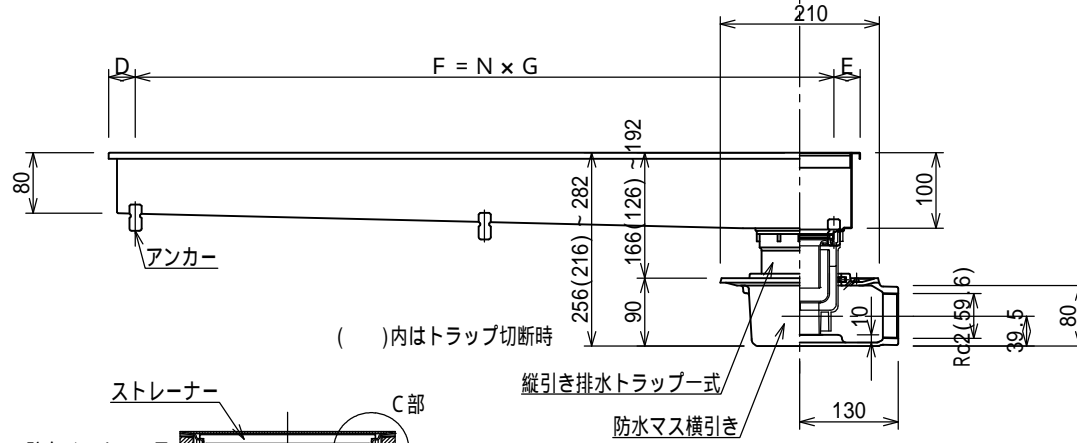 210
D
F = N × G
E
80
256(216) ~ 282
166(126) ~ 192
90
100
アンカー
10
Rc2(59.6)
39.5
80
( )内はトラップ切断時
縦引き排水トラップ一式
防水マス横引き
130
ストレーナー
C部